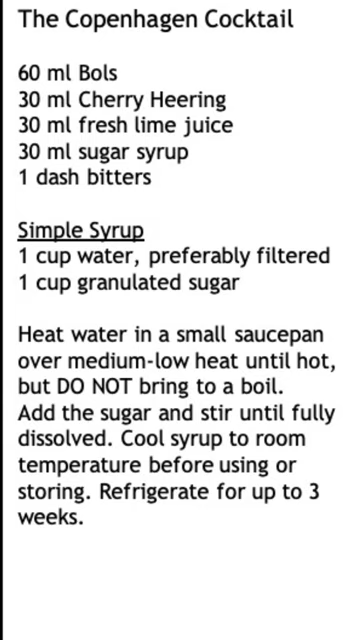 The Copenhagen Cocktail
60 ml Bols
30 ml Cherry Heering
30 ml fresh lime juice
30 ml sugar syrup
1 dash bitters
Simple Syrup
1 cup water, preferably filtered
1 cup granulated sugar
Heat water in a small saucepan
over medium-low heat until hot,
but DO NOT bring to a boil.
Add the sugar and stir until fully
dissolved. Cool syrup to room
temperature before using or
storing. Refrigerate for up to 3
weeks.